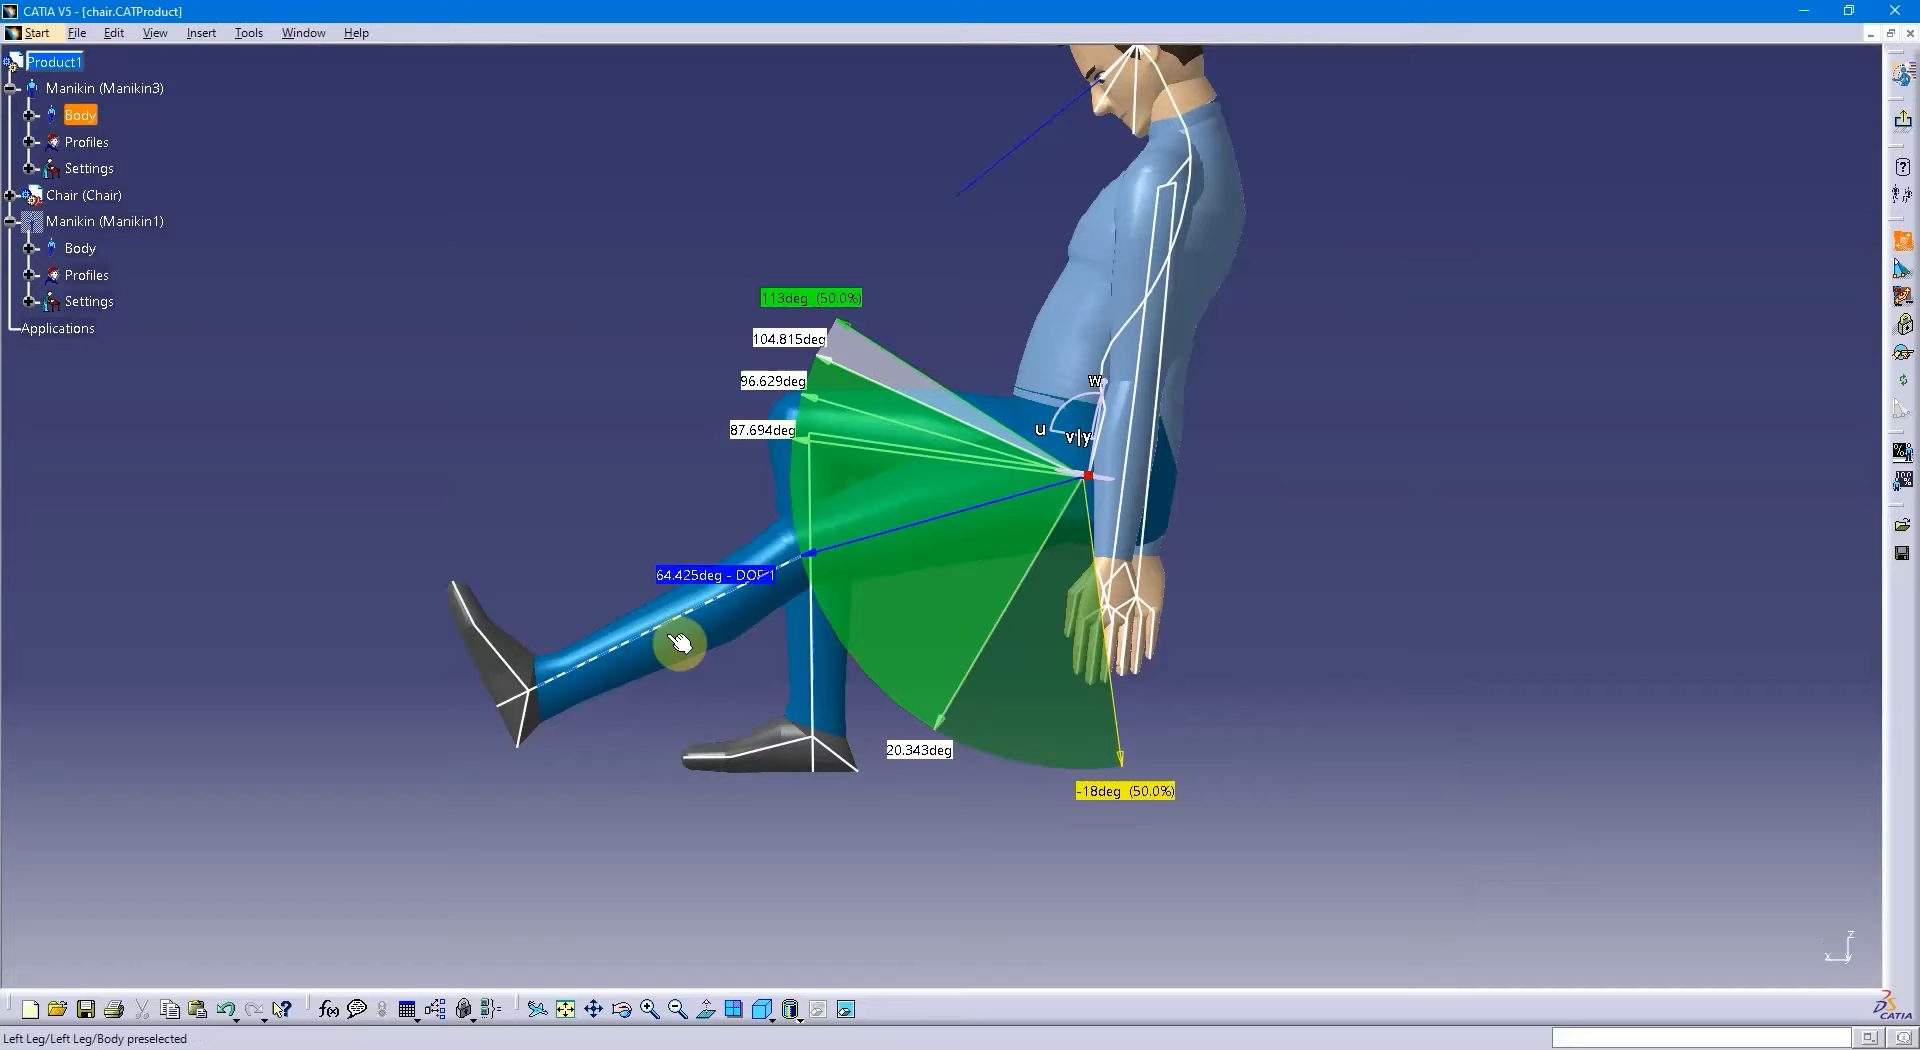 CATIA V5 - [chair.CATProduct]
Start File Edit View Insert Tools Window Help
Product1
Manikin (Manikin3)
Body
Profiles
Settings
Chair (Chair)
Manikin (Manikin1)
Body
Profiles
Settings
Applications
113deg (50.0%)
104.815deg
96.629deg
87.694deg
w
u
v|y
64.425deg - DOF 1
20.343deg
-18deg (50.0%)
z
x y
f(x)
CATIA
Left Leg/Left Leg/Body preselected